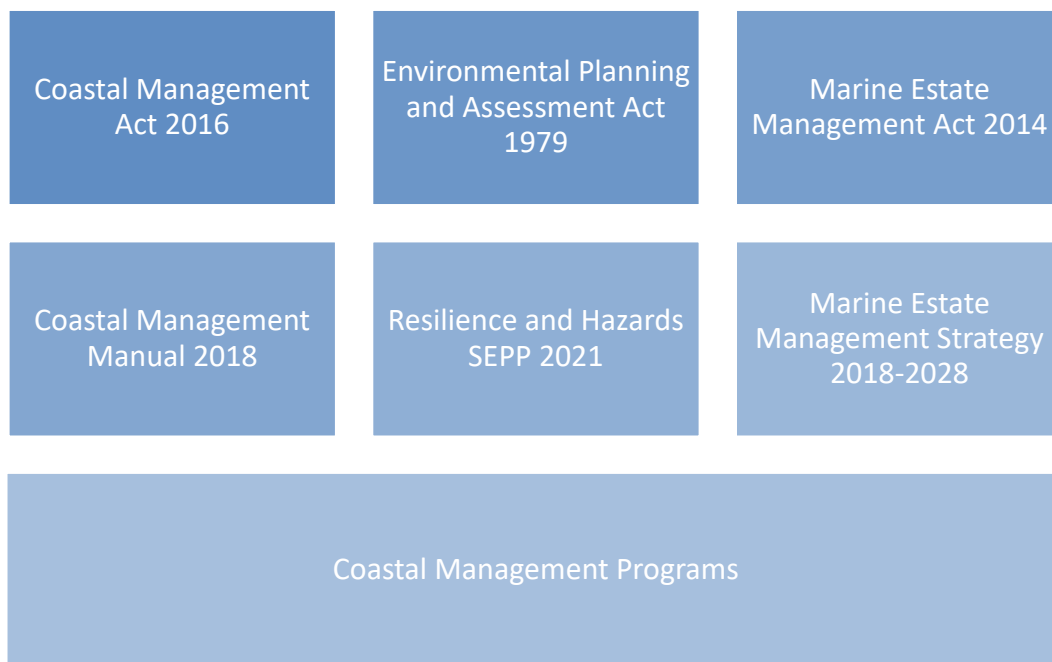 Coastal Management
Act 2016
Environmental Planning
and Assessment Act
1979
Marine Estate
Management Act 2014
Coastal Management
Manual 2018
Resilience and Hazards
SEPP 2021
Marine Estate
Management Strategy
2018-2028
Coastal Management Programs